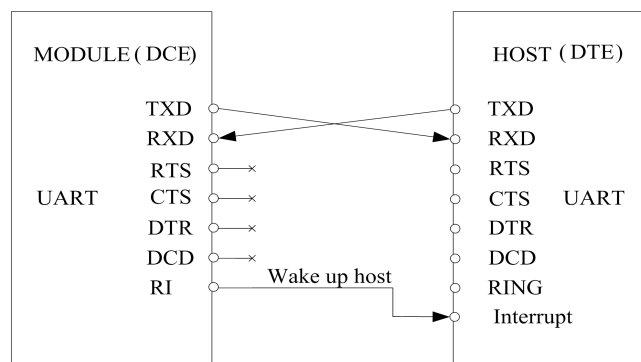 MODULE ( DCE )
HOST ( DTE )
TXD
TXD
RXD
RXD
RTS
RTS
UART
CTS
CTS
UART
DTR
DTR
DCD
DCD
Wake up host
RI
RING
Interrupt